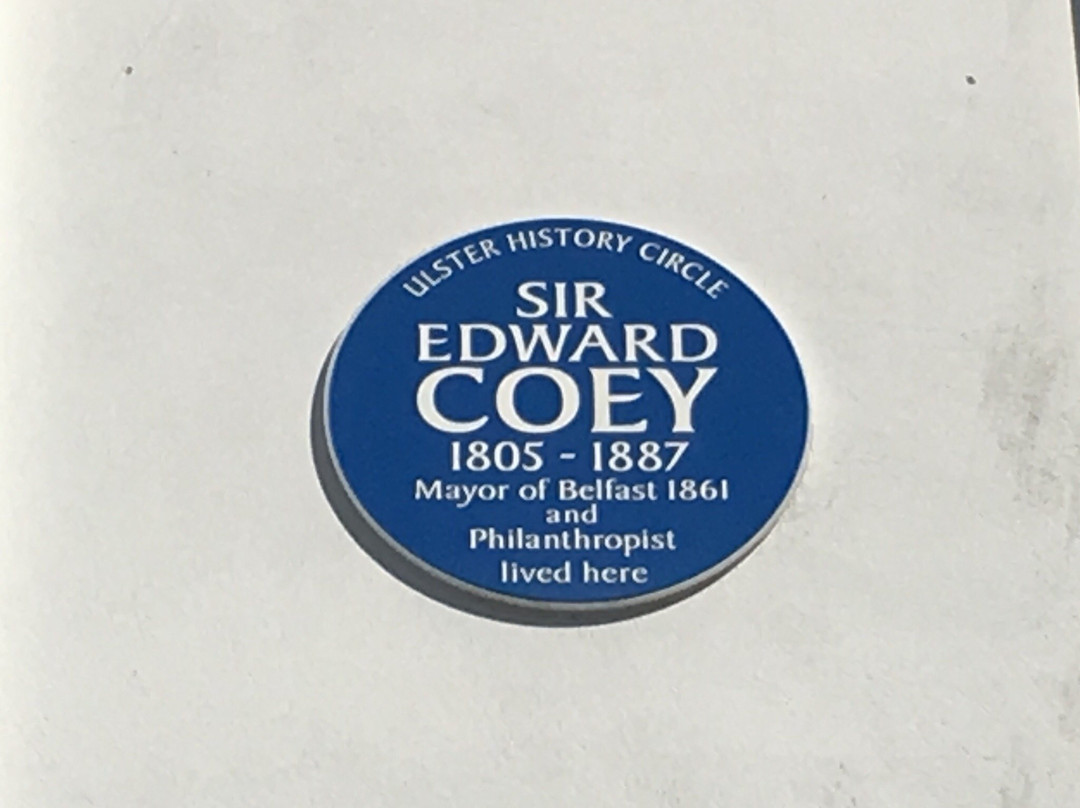 ULSTER HISTORY CIRCLE
SIR
EDWARD
COEY
1805 - 1887
Mayor of Belfast 1861
and
Philanthropist
lived here